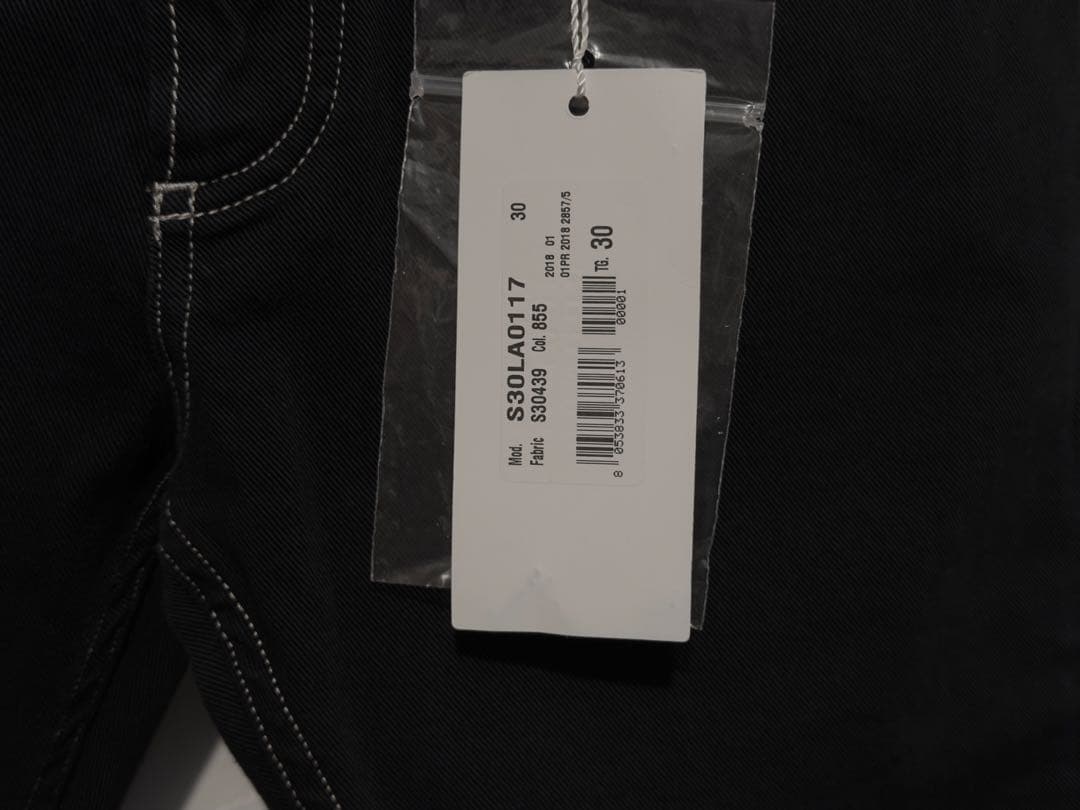 Mod. S30LA0117 30
Fabric S30439 Col. 855
2018 01
01PR 2018 2857/5
TG. 30
8 053833 370613
00001